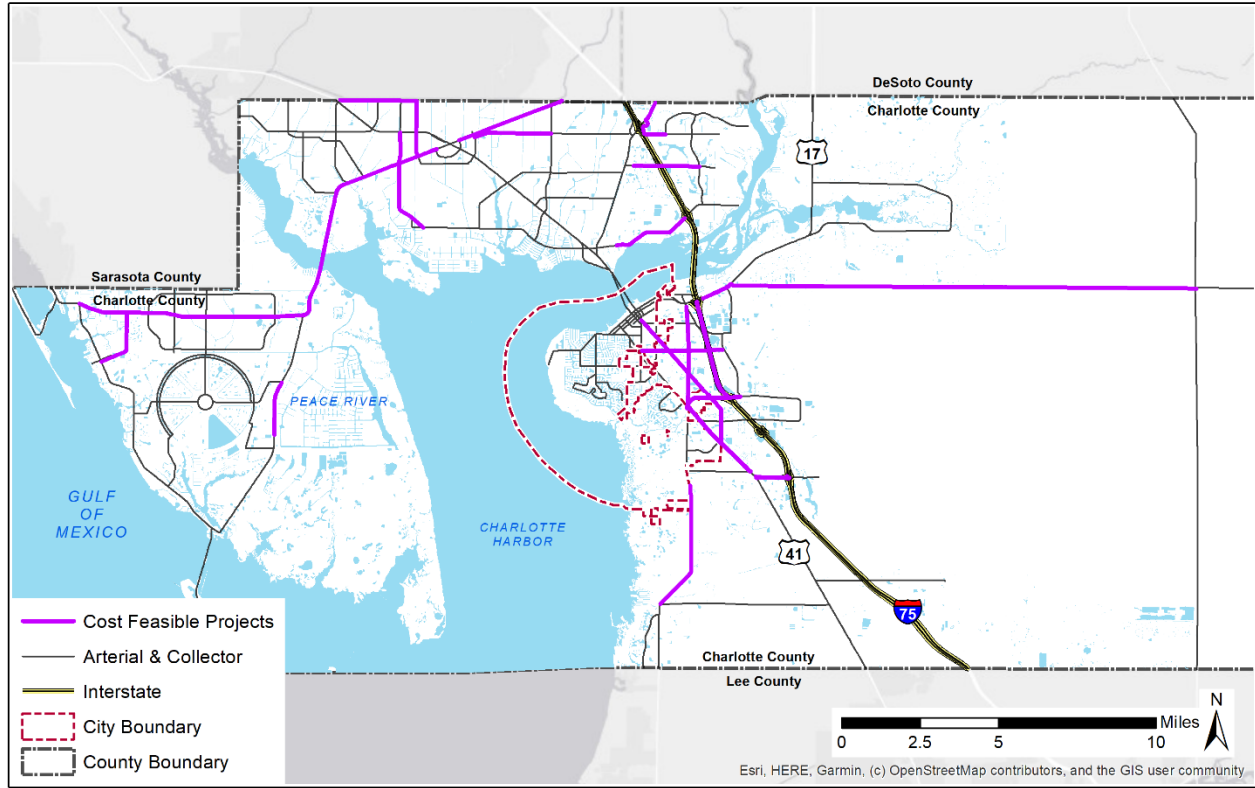 DeSoto County
Charlotte County
17
Sarasota County
Charlotte County
PEACE RIVER
GULF
OF
MEXICO
CHARLOTTE
HARBOR
41
75
Charlotte County
Lee County
Cost Feasible Projects
Arterial & Collector
Interstate
City Boundary
County Boundary
N
Miles
0 2.5 5 10
Esri, HERE, Garmin, (c) OpenStreetMap contributors, and the GIS user community